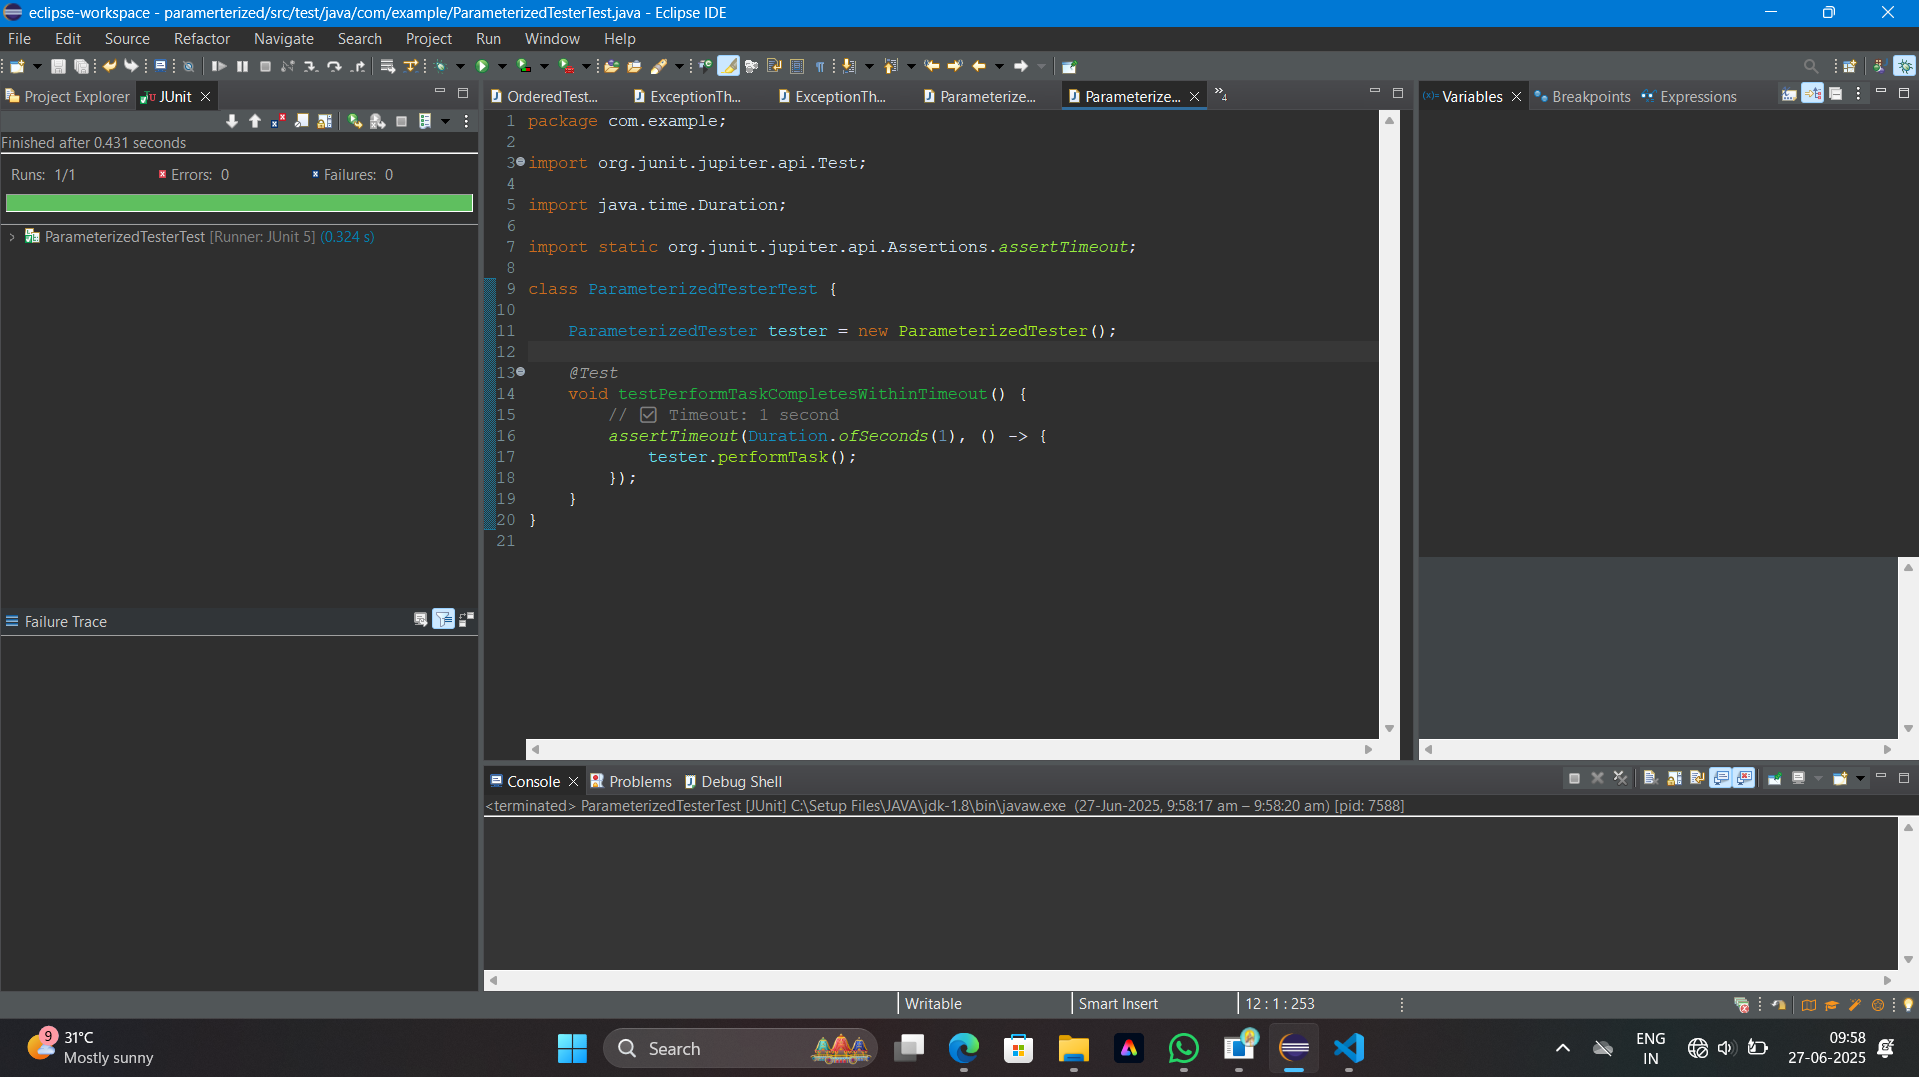 eclipse-workspace - paramerterized/src/test/java/com/example/ParameterizedTesterTest.java - Eclipse IDE
File Edit Source Refactor Navigate Search Project Run Window Help
Project Explorer JUnit
Finished after 0.431 seconds
Runs: 1/1 Errors: 0 Failures: 0
ParameterizedTesterTest [Runner: JUnit 5] (0.324 s)
Failure Trace
OrderedTest... ExceptionTh... ExceptionTh... Parameterize... Parameterize... »4
1 package com.example;
2
3 import org.junit.jupiter.api.Test;
4
5 import java.time.Duration;
6
7 import static org.junit.jupiter.api.Assertions.assertTimeout;
8
9 class ParameterizedTesterTest {
10
11 ParameterizedTester tester = new ParameterizedTester();
12
13 @Test
14 void testPerformTaskCompletesWithinTimeout() {
15 // ☑ Timeout: 1 second
16 assertTimeout(Duration.ofSeconds(1), () -> {
17 tester.performTask();
18 });
19 }
20 }
21
Variables Breakpoints Expressions
Console Problems Debug Shell
<terminated> ParameterizedTesterTest [JUnit] C:\Setup Files\JAVA\jdk-1.8\bin\javaw.exe (27-Jun-2025, 9:58:17 am – 9:58:20 am) [pid: 7588]
Writable Smart Insert 12 : 1 : 253
9
31°C
Mostly sunny
Search
ENG
IN
09:58
27-06-2025